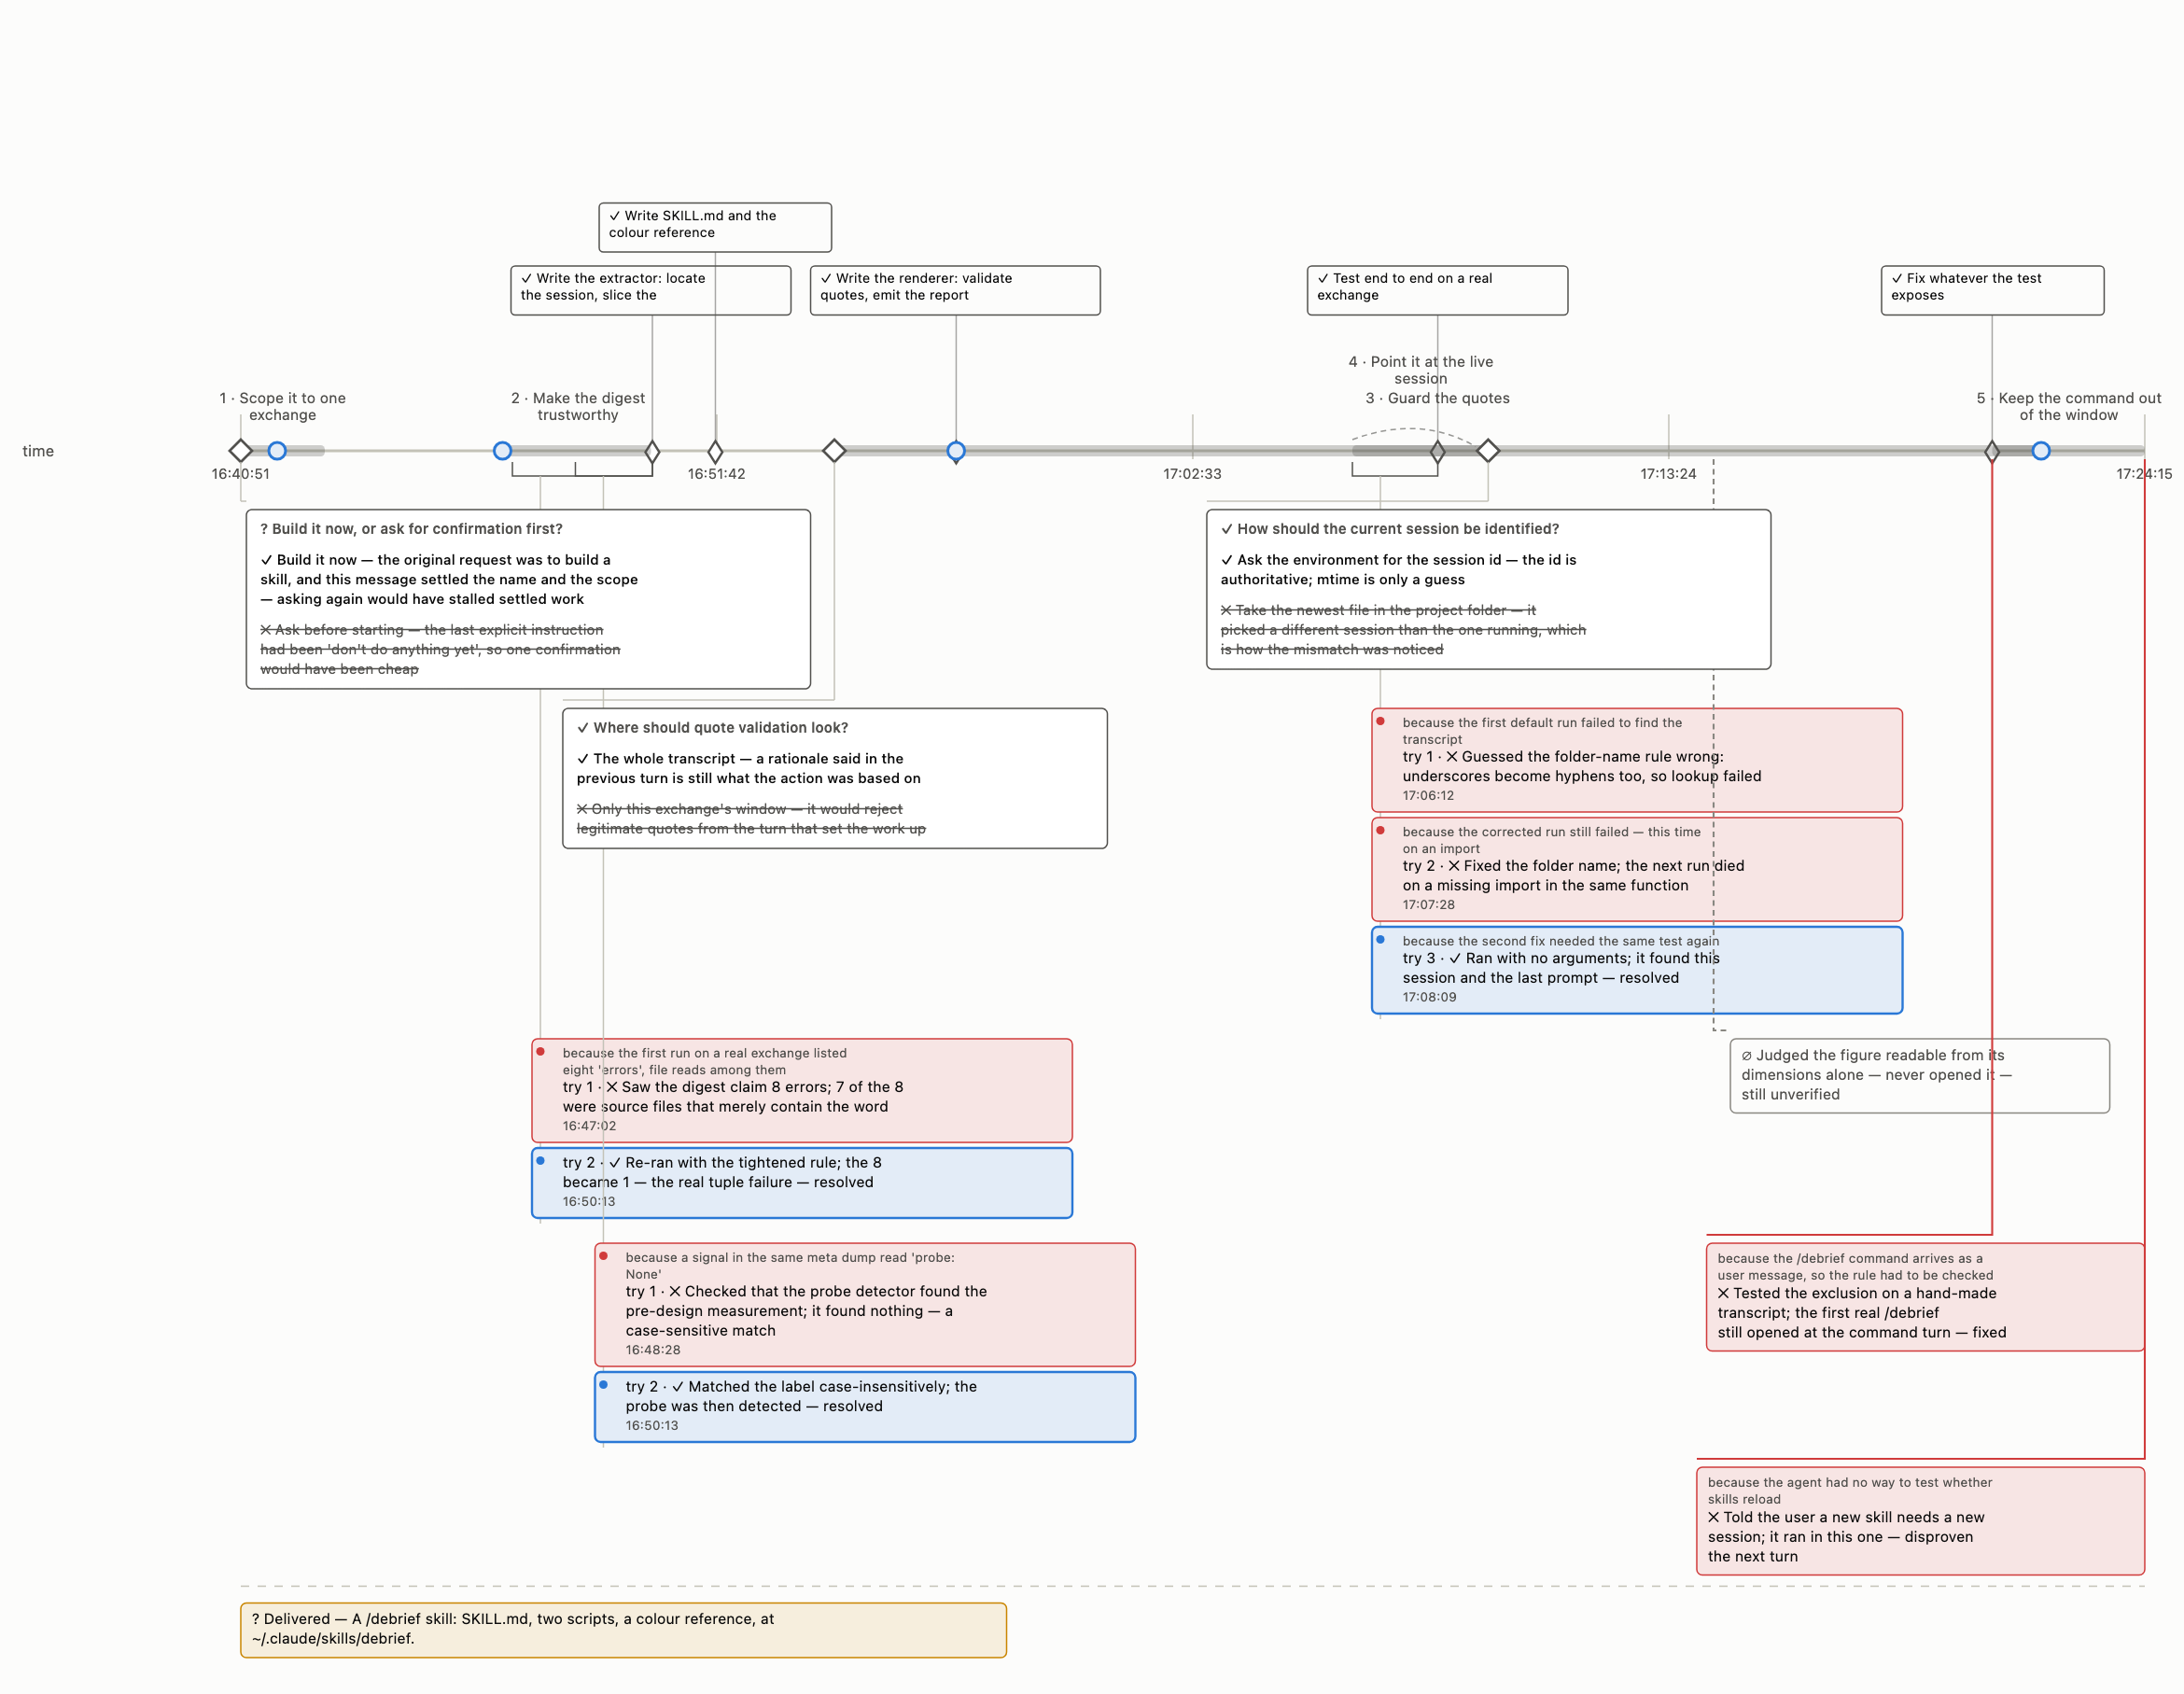 ✓ Write SKILL.md and the
colour reference
✓ Write the extractor: locate
the session, slice the
✓ Write the renderer: validate
quotes, emit the report
✓ Test end to end on a real
exchange
✓ Fix whatever the test
exposes
1 · Scope it to one
exchange
2 · Make the digest
trustworthy
4 · Point it at the live
session
3 · Guard the quotes
5 · Keep the command out
of the window
time
16:40:51
16:51:42
17:02:33
17:13:24
17:24:15
? Build it now, or ask for confirmation first?
✓ Build it now — the original request was to build a
skill, and this message settled the name and the scope
— asking again would have stalled settled work
✕ Ask before starting — the last explicit instruction
had been 'don't do anything yet', so one confirmation
would have been cheap
✓ How should the current session be identified?
✓ Ask the environment for the session id — the id is
authoritative; mtime is only a guess
✕ Take the newest file in the project folder — it
picked a different session than the one running, which
is how the mismatch was noticed
✓ Where should quote validation look?
✓ The whole transcript — a rationale said in the
previous turn is still what the action was based on
✕ Only this exchange's window — it would reject
legitimate quotes from the turn that set the work up
because the first default run failed to find the
transcript
try 1 · ✕ Guessed the folder-name rule wrong:
underscores become hyphens too, so lookup failed
17:06:12
because the corrected run still failed — this time
on an import
try 2 · ✕ Fixed the folder name; the next run died
on a missing import in the same function
17:07:28
because the second fix needed the same test again
try 3 · ✓ Ran with no arguments; it found this
session and the last prompt — resolved
17:08:09
because the first run on a real exchange listed
eight 'errors', file reads among them
try 1 · ✕ Saw the digest claim 8 errors; 7 of the 8
were source files that merely contain the word
16:47:02
try 2 · ✓ Re-ran with the tightened rule; the 8
became 1 — the real tuple failure — resolved
16:50:13
∅ Judged the figure readable from its
dimensions alone — never opened it —
still unverified
because a signal in the same meta dump read 'probe:
None'
try 1 · ✕ Checked that the probe detector found the
pre-design measurement; it found nothing — a
case-sensitive match
16:48:28
try 2 · ✓ Matched the label case-insensitively; the
probe was then detected — resolved
16:50:13
because the /debrief command arrives as a
user message, so the rule had to be checked
✕ Tested the exclusion on a hand-made
transcript; the first real /debrief
still opened at the command turn — fixed
because the agent had no way to test whether
skills reload
✕ Told the user a new skill needs a new
session; it ran in this one — disproven
the next turn
? Delivered — A /debrief skill: SKILL.md, two scripts, a colour reference, at
~/.claude/skills/debrief.